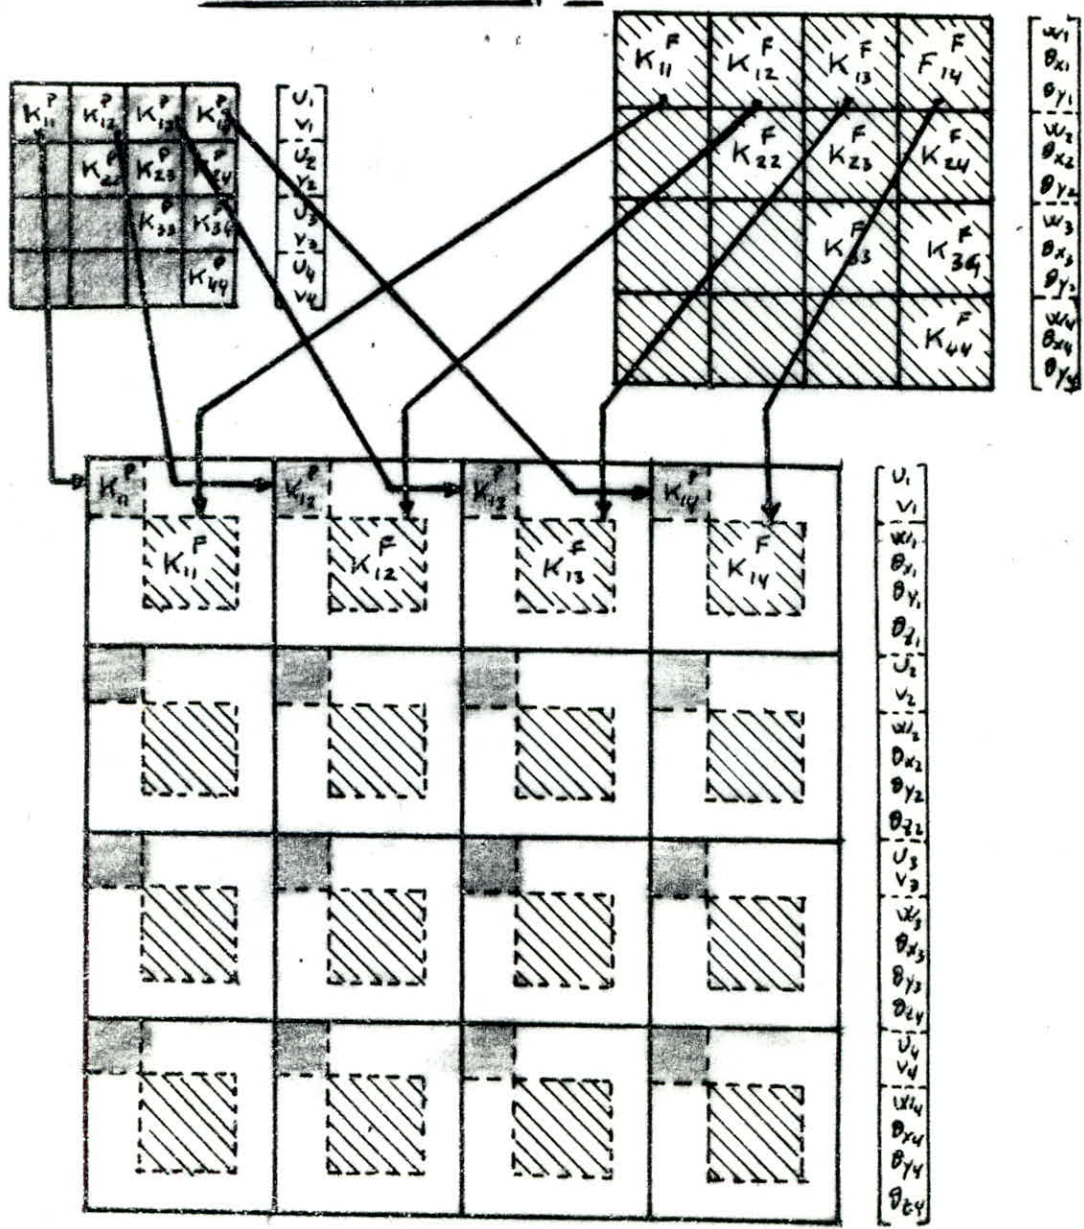 K₁₁ᴾ K₁₂ᴾ K₁₃ᴾ K₁₄ᴾ
K₂₂ᴾ K₂₃ᴾ K₂₄ᴾ
K₃₃ᴾ K₃₄ᴾ
K₄₄ᴾ
U₁
V₁
U₂
V₂
U₃
V₃
U₄
V₄
K₁₁ᶠ K₁₂ᶠ K₁₃ᶠ F₁₄ᶠ
K₂₂ᶠ K₂₃ᶠ K₂₄ᶠ
K₃₃ᶠ K₃₄ᶠ
K₄₄ᶠ
w₁
θx₁
θy₁
w₂
θx₂
θy₂
w₃
θx₃
θy₃
w₄
θx₄
K₁₁ᴾ K₁₂ᴾ K₁₃ᴾ K₁₄ᴾ
K₁₁ᶠ K₁₂ᶠ K₁₃ᶠ K₁₄ᶠ
U₁
V₁
w₁
θx₁
θy₁
θz₁
U₂
V₂
w₂
θx₂
θy₂
θz₂
U₃
V₃
w₃
θx₃
θy₃
θz₄
U₄
V₄
w₄
θx₄
θy₄
θz₄